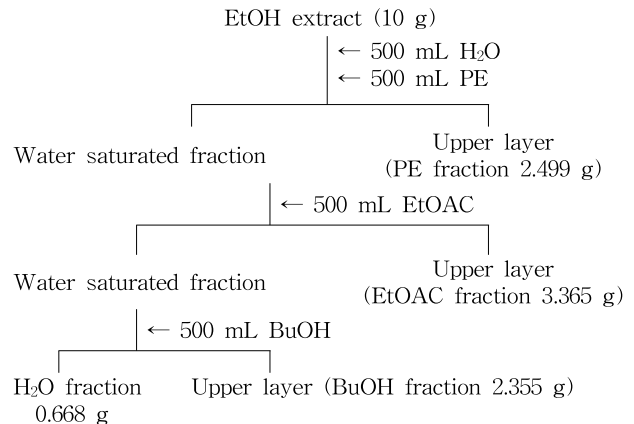 EtOH extract (10 g)
← 500 mL H₂O
← 500 mL PE
Water saturated fraction
Upper layer
(PE fraction 2.499 g)
← 500 mL EtOAC
Water saturated fraction
Upper layer
(EtOAC fraction 3.365 g)
← 500 mL BuOH
H₂O fraction
0.668 g
Upper layer (BuOH fraction 2.355 g)